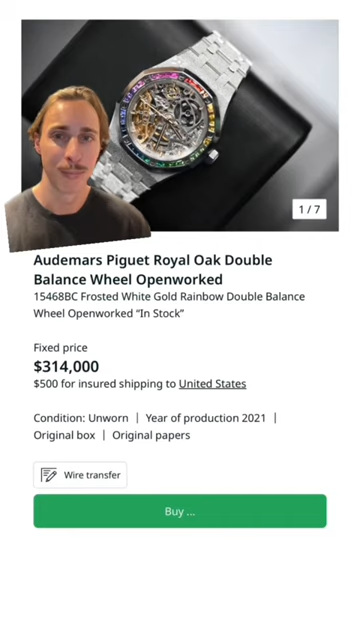 1 / 7
Audemars Piguet Royal Oak Double
Balance Wheel Openworked
15468BC Frosted White Gold Rainbow Double Balance
Wheel Openworked “In Stock”
Fixed price
$314,000
$500 for insured shipping to United States
Condition: Unworn | Year of production 2021 |
Original box | Original papers
Wire transfer
Buy ...